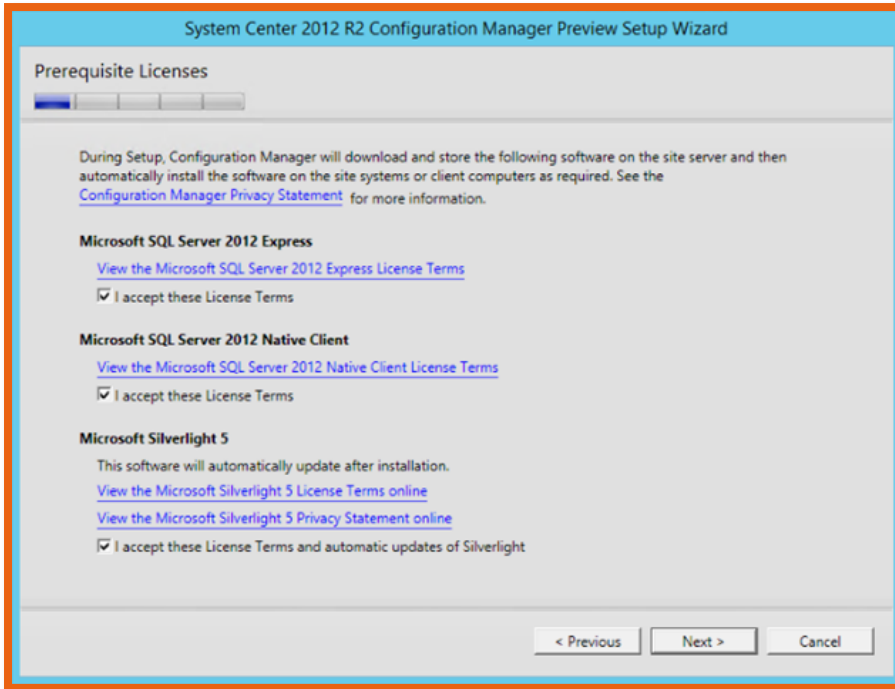 System Center 2012 R2 Configuration Manager Preview Setup Wizard
Prerequisite Licenses
During Setup, Configuration Manager will download and store the following software on the site server and then
automatically install the software on the site systems or client computers as required. See the
Configuration Manager Privacy Statement for more information.
Microsoft SQL Server 2012 Express
View the Microsoft SQL Server 2012 Express License Terms
I accept these License Terms
Microsoft SQL Server 2012 Native Client
View the Microsoft SQL Server 2012 Native Client License Terms
I accept these License Terms
Microsoft Silverlight 5
This software will automatically update after installation.
View the Microsoft Silverlight 5 License Terms online
View the Microsoft Silverlight 5 Privacy Statement online
I accept these License Terms and automatic updates of Silverlight
< Previous Next > Cancel